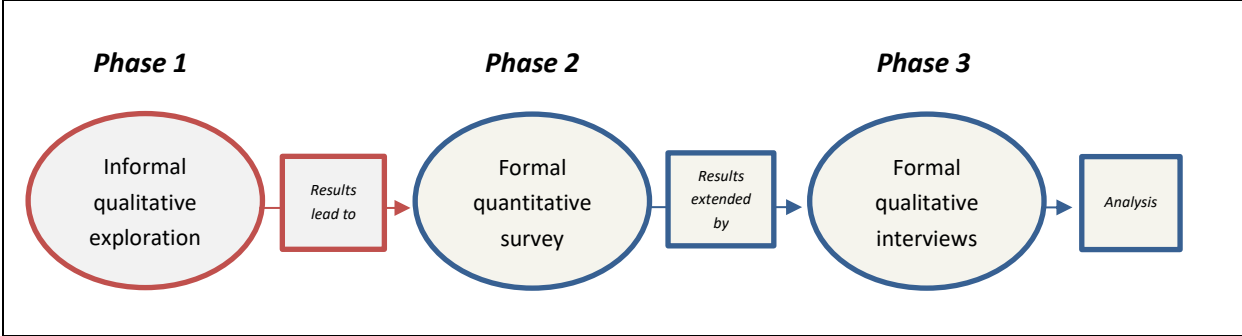 Phase 1
Phase 2
Phase 3
Informal
qualitative
exploration
Results
lead to
Formal
quantitative
survey
Results
extended
by
Formal
qualitative
interviews
Analysis